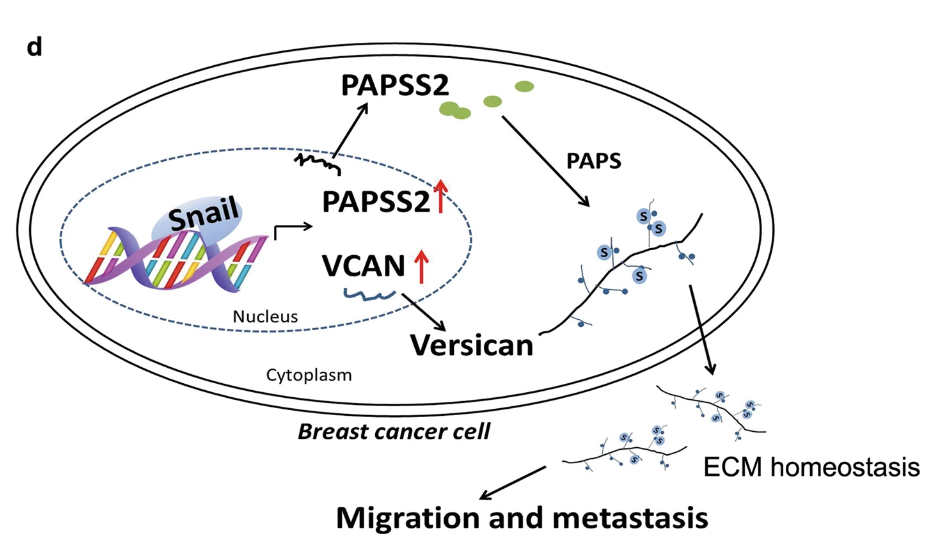 d
PAPSS2
PAPS
Snail
PAPSS2
VCAN
Nucleus
Versican
Cytoplasm
S
S
S
S
Breast cancer cell
S
S
S
S
S
S
S
S
ECM homeostasis
Migration and metastasis